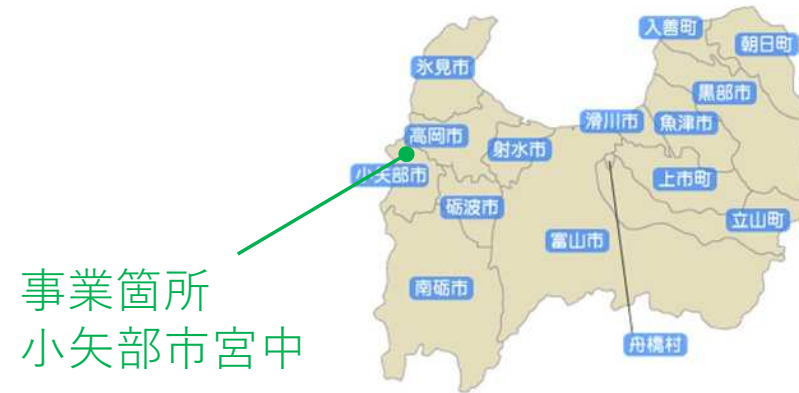 入善町
朝日町
氷見市
黒部市
滑川市
魚津市
高岡市
射水市
小矢部市
上市町
砺波市
立山町
富山市
南砺市
舟橋村
事業箇所
小矢部市宮中